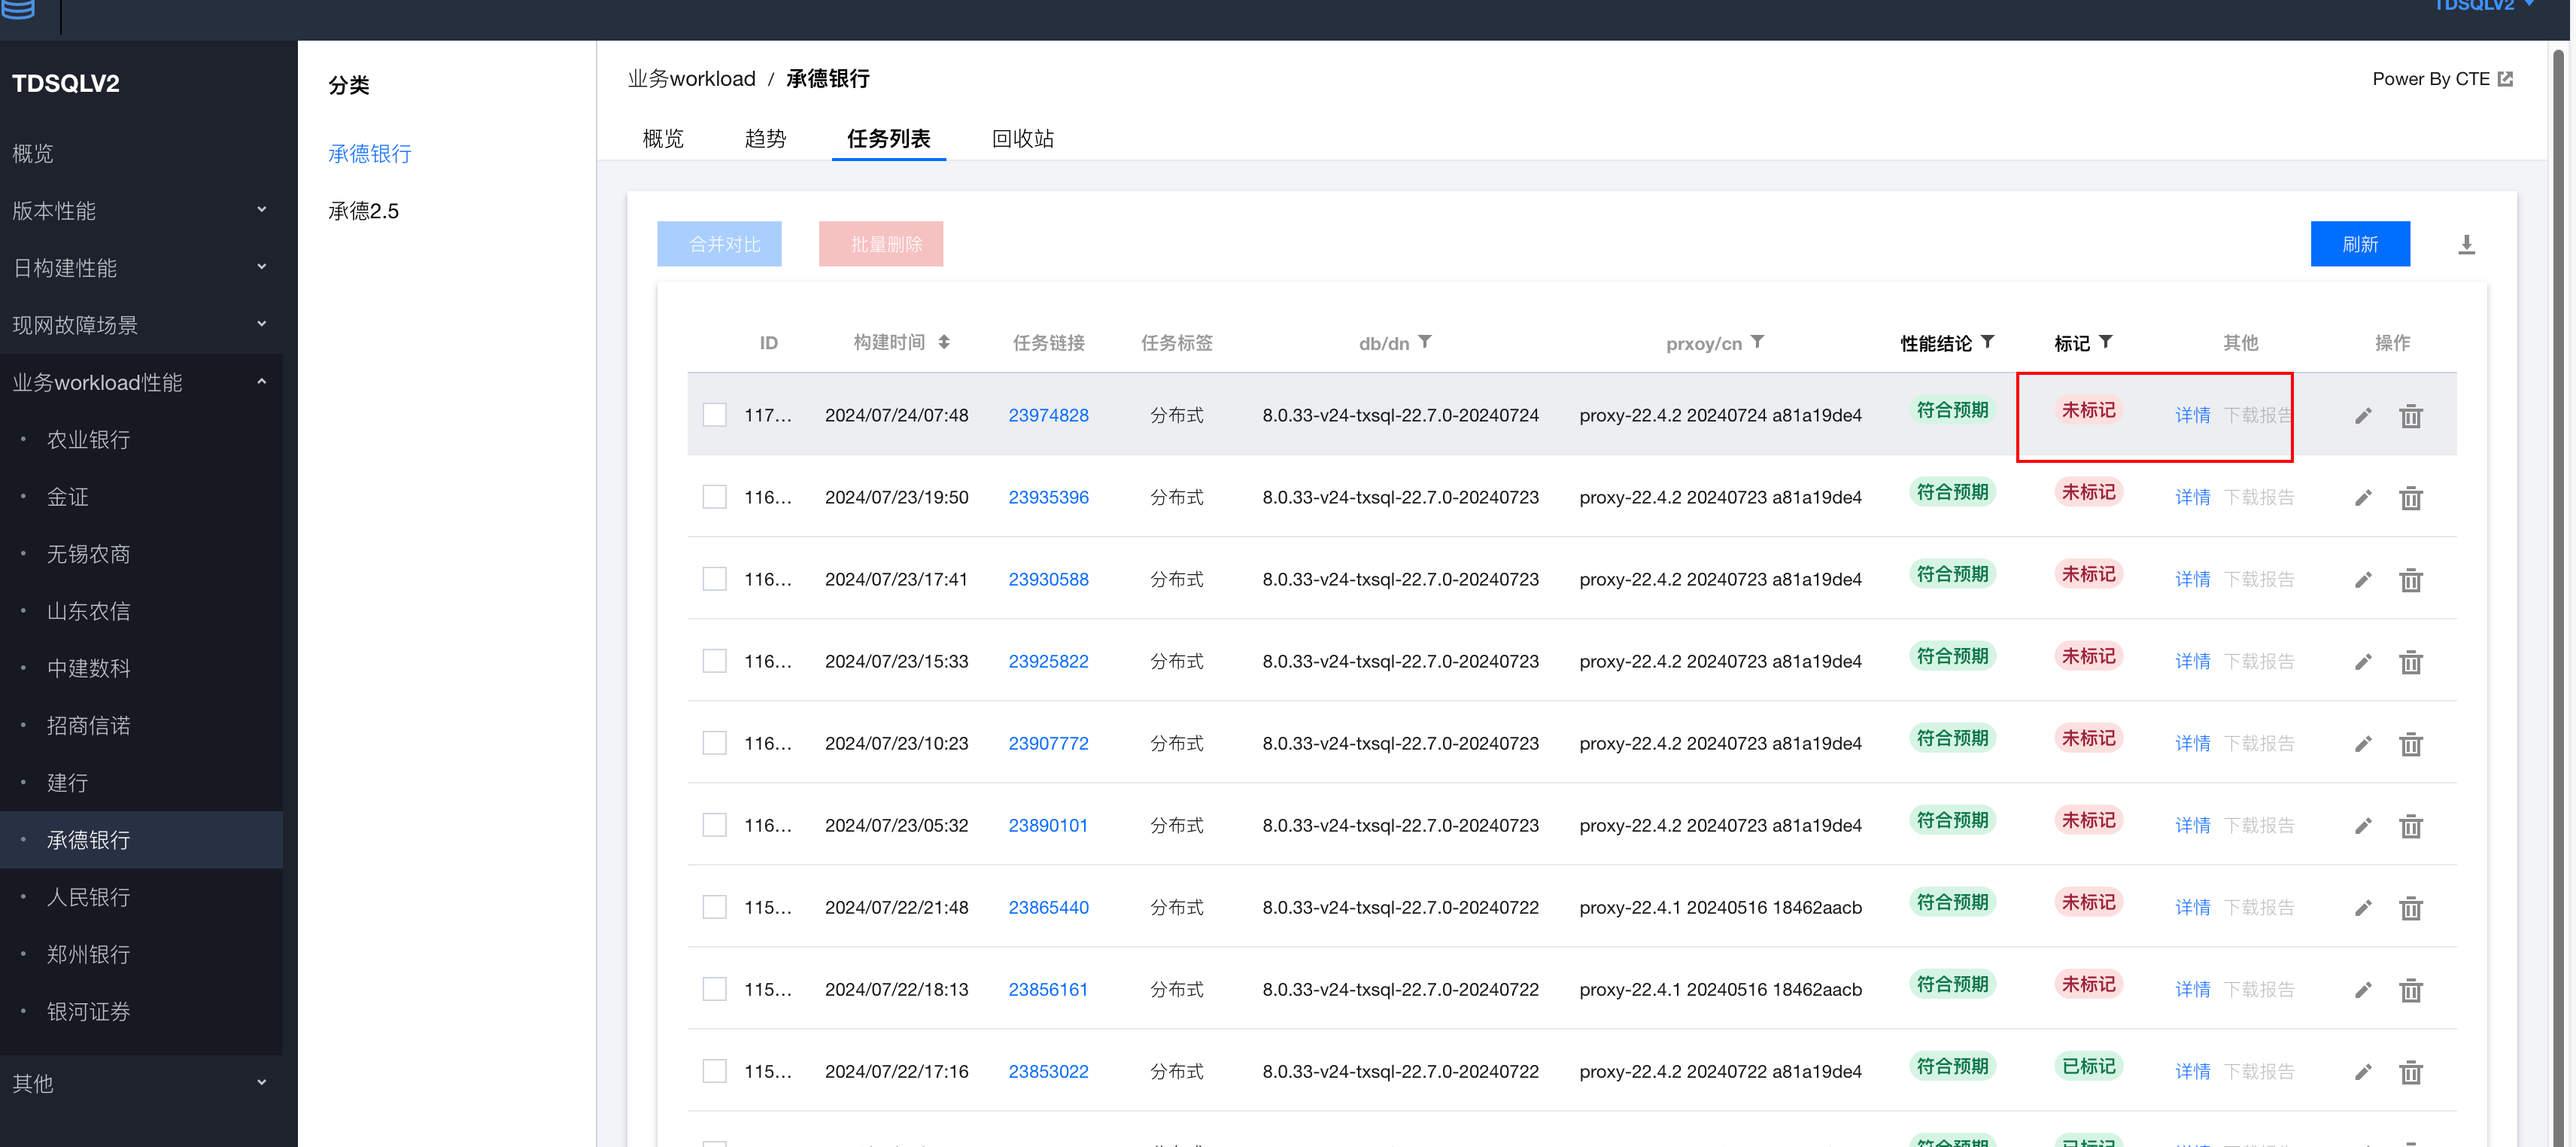 TDSQLV2
TDSQLV2
概览
版本性能
日构建性能
现网故障场景
业务workload性能
农业银行
金证
无锡农商
山东农信
中建数科
招商信诺
建行
承德银行
人民银行
郑州银行
银河证券
其他
分类
承德银行
承德2.5
业务workload / 承德银行
Power By CTE
概览 趋势 任务列表 回收站
合并对比 批量删除 刷新
ID 构建时间 任务链接 任务标签 db/dn prxoy/cn 性能结论 标记 其他 操作
117... 2024/07/24/07:48 23974828 分布式 8.0.33-v24-txsql-22.7.0-20240724 proxy-22.4.2 20240724 a81a19de4 符合预期 未标记 详情 下载报告
116... 2024/07/23/19:50 23935396 分布式 8.0.33-v24-txsql-22.7.0-20240723 proxy-22.4.2 20240723 a81a19de4 符合预期 未标记 详情 下载报告
116... 2024/07/23/17:41 23930588 分布式 8.0.33-v24-txsql-22.7.0-20240723 proxy-22.4.2 20240723 a81a19de4 符合预期 未标记 详情 下载报告
116... 2024/07/23/15:33 23925822 分布式 8.0.33-v24-txsql-22.7.0-20240723 proxy-22.4.2 20240723 a81a19de4 符合预期 未标记 详情 下载报告
116... 2024/07/23/10:23 23907772 分布式 8.0.33-v24-txsql-22.7.0-20240723 proxy-22.4.2 20240723 a81a19de4 符合预期 未标记 详情 下载报告
116... 2024/07/23/05:32 23890101 分布式 8.0.33-v24-txsql-22.7.0-20240723 proxy-22.4.2 20240723 a81a19de4 符合预期 未标记 详情 下载报告
115... 2024/07/22/21:48 23865440 分布式 8.0.33-v24-txsql-22.7.0-20240722 proxy-22.4.1 20240516 18462aacb 符合预期 未标记 详情 下载报告
115... 2024/07/22/18:13 23856161 分布式 8.0.33-v24-txsql-22.7.0-20240722 proxy-22.4.1 20240516 18462aacb 符合预期 未标记 详情 下载报告
115... 2024/07/22/17:16 23853022 分布式 8.0.33-v24-txsql-22.7.0-20240722 proxy-22.4.2 20240722 a81a19de4 符合预期 已标记 详情 下载报告
符合预期 已标记